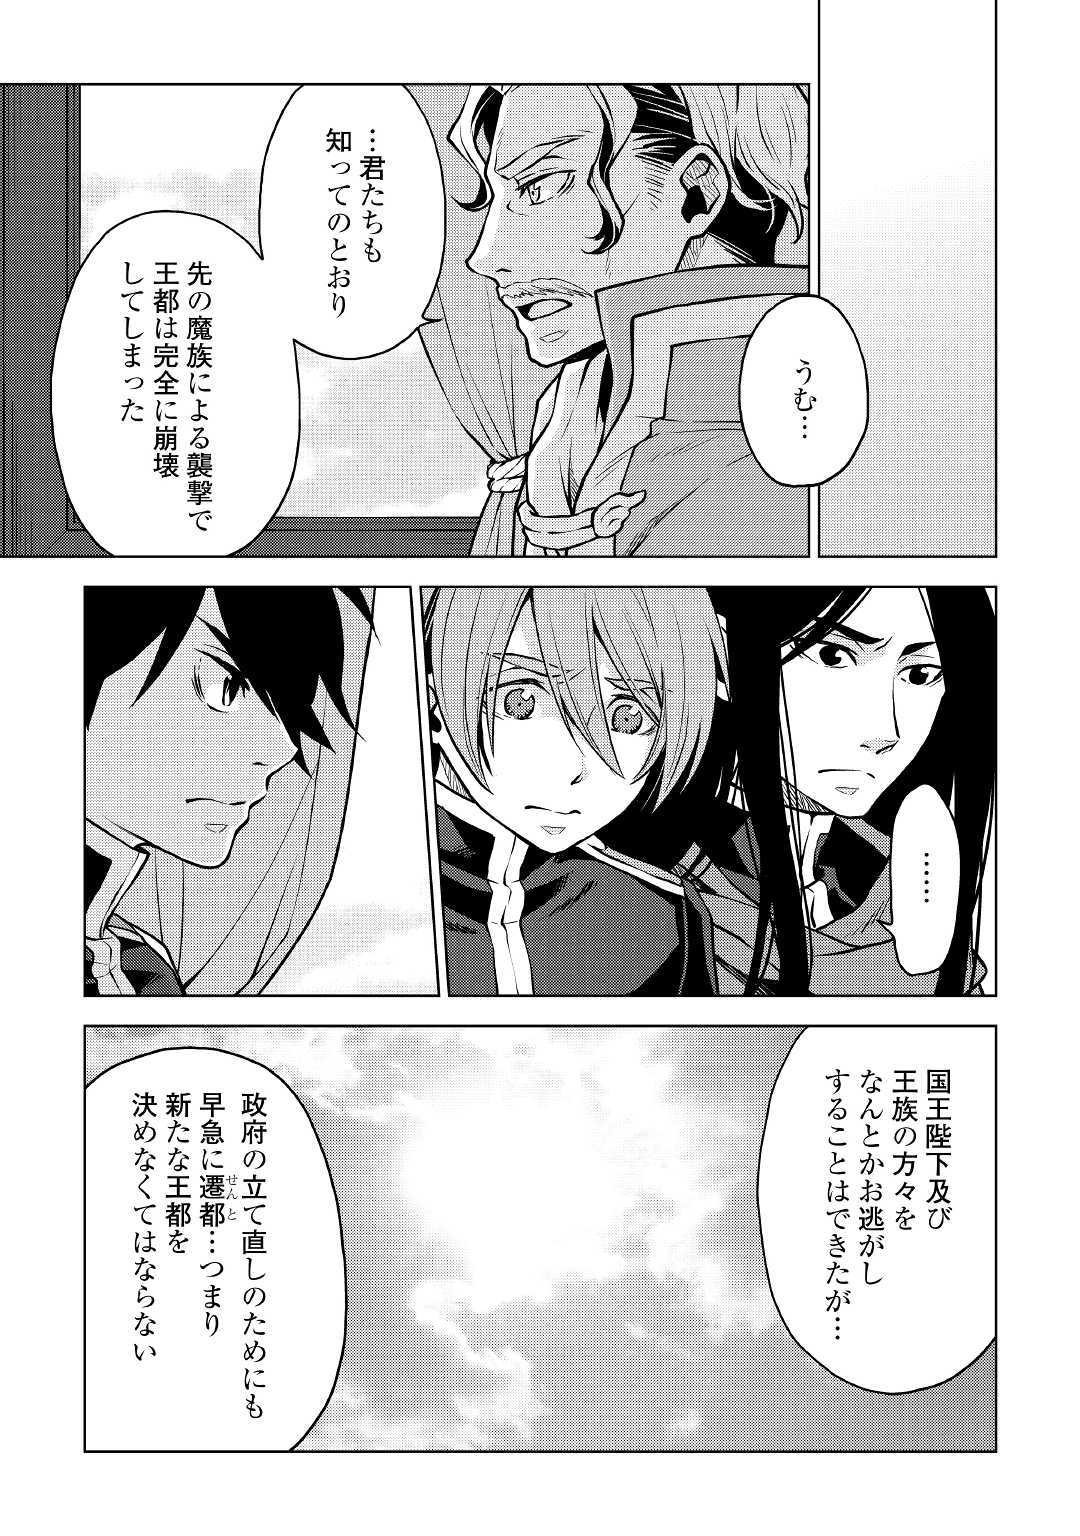 うむ…
…君たちも
知ってのとおり
先の魔族による襲撃で
王都は完全に崩壊
してしまった
……
国王陛下及び
王族の方々を
なんとかお逃がし
することはできたが…
政府の立て直しのためにも
早急に遷都…つまり
せんと
新たな王都を
決めなくてはならない